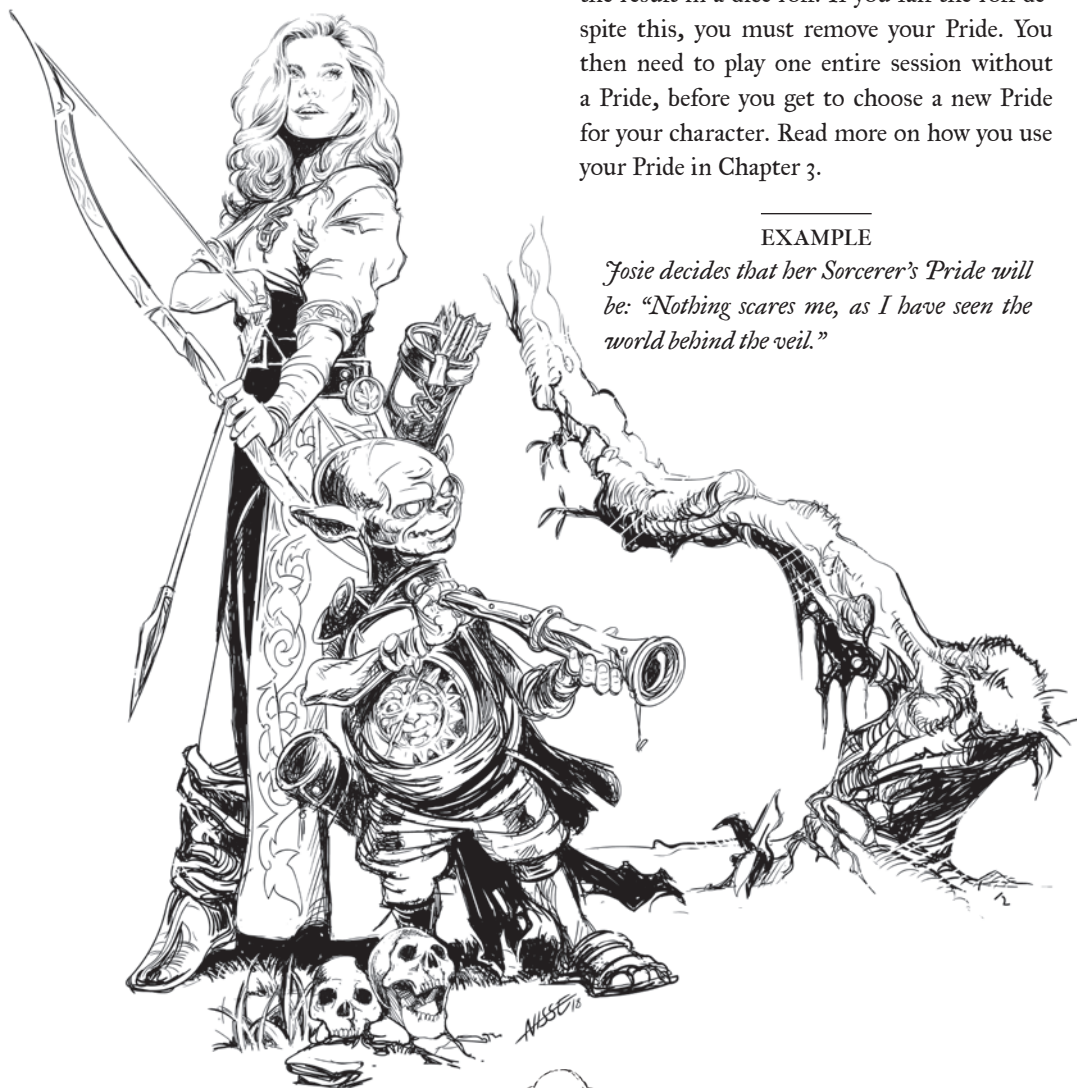 the result in a dice roll. If you fail the roll de-
spite this, you must remove your Pride. You
then need to play one entire session without
a Pride, before you get to choose a new Pride
for your character. Read more on how you use
your Pride in Chapter 3.
EXAMPLE
Josie decides that her Sorcerer’s Pride will
be: “Nothing scares me, as I have seen the
world behind the veil.”
NISSE/18